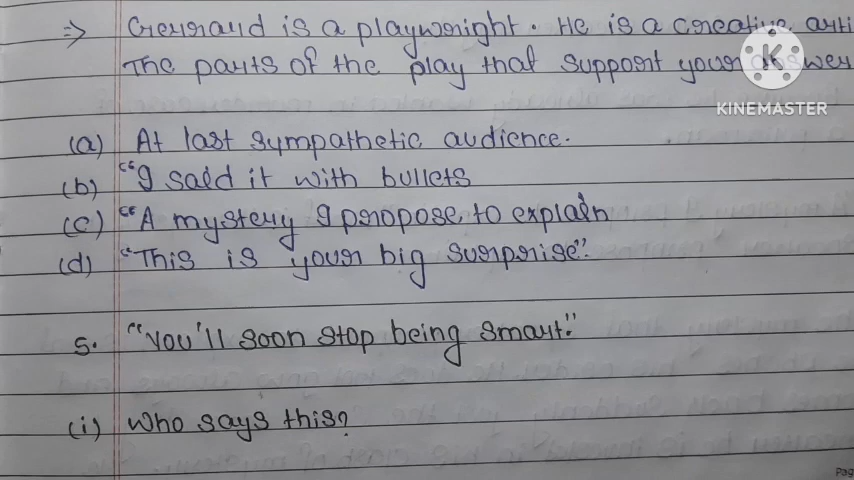 ⇒ Gerrard is a playwright. He is a creative arti
The parts of the play that support your answer
KINEMASTER
(a) At last sympathetic audience.
(b) "I said it with bullets
(c) "A mystery I propose to explain
(d) "This is your big surprise".
5. "you'll soon stop being smart."
(i) Who says this?
Pag